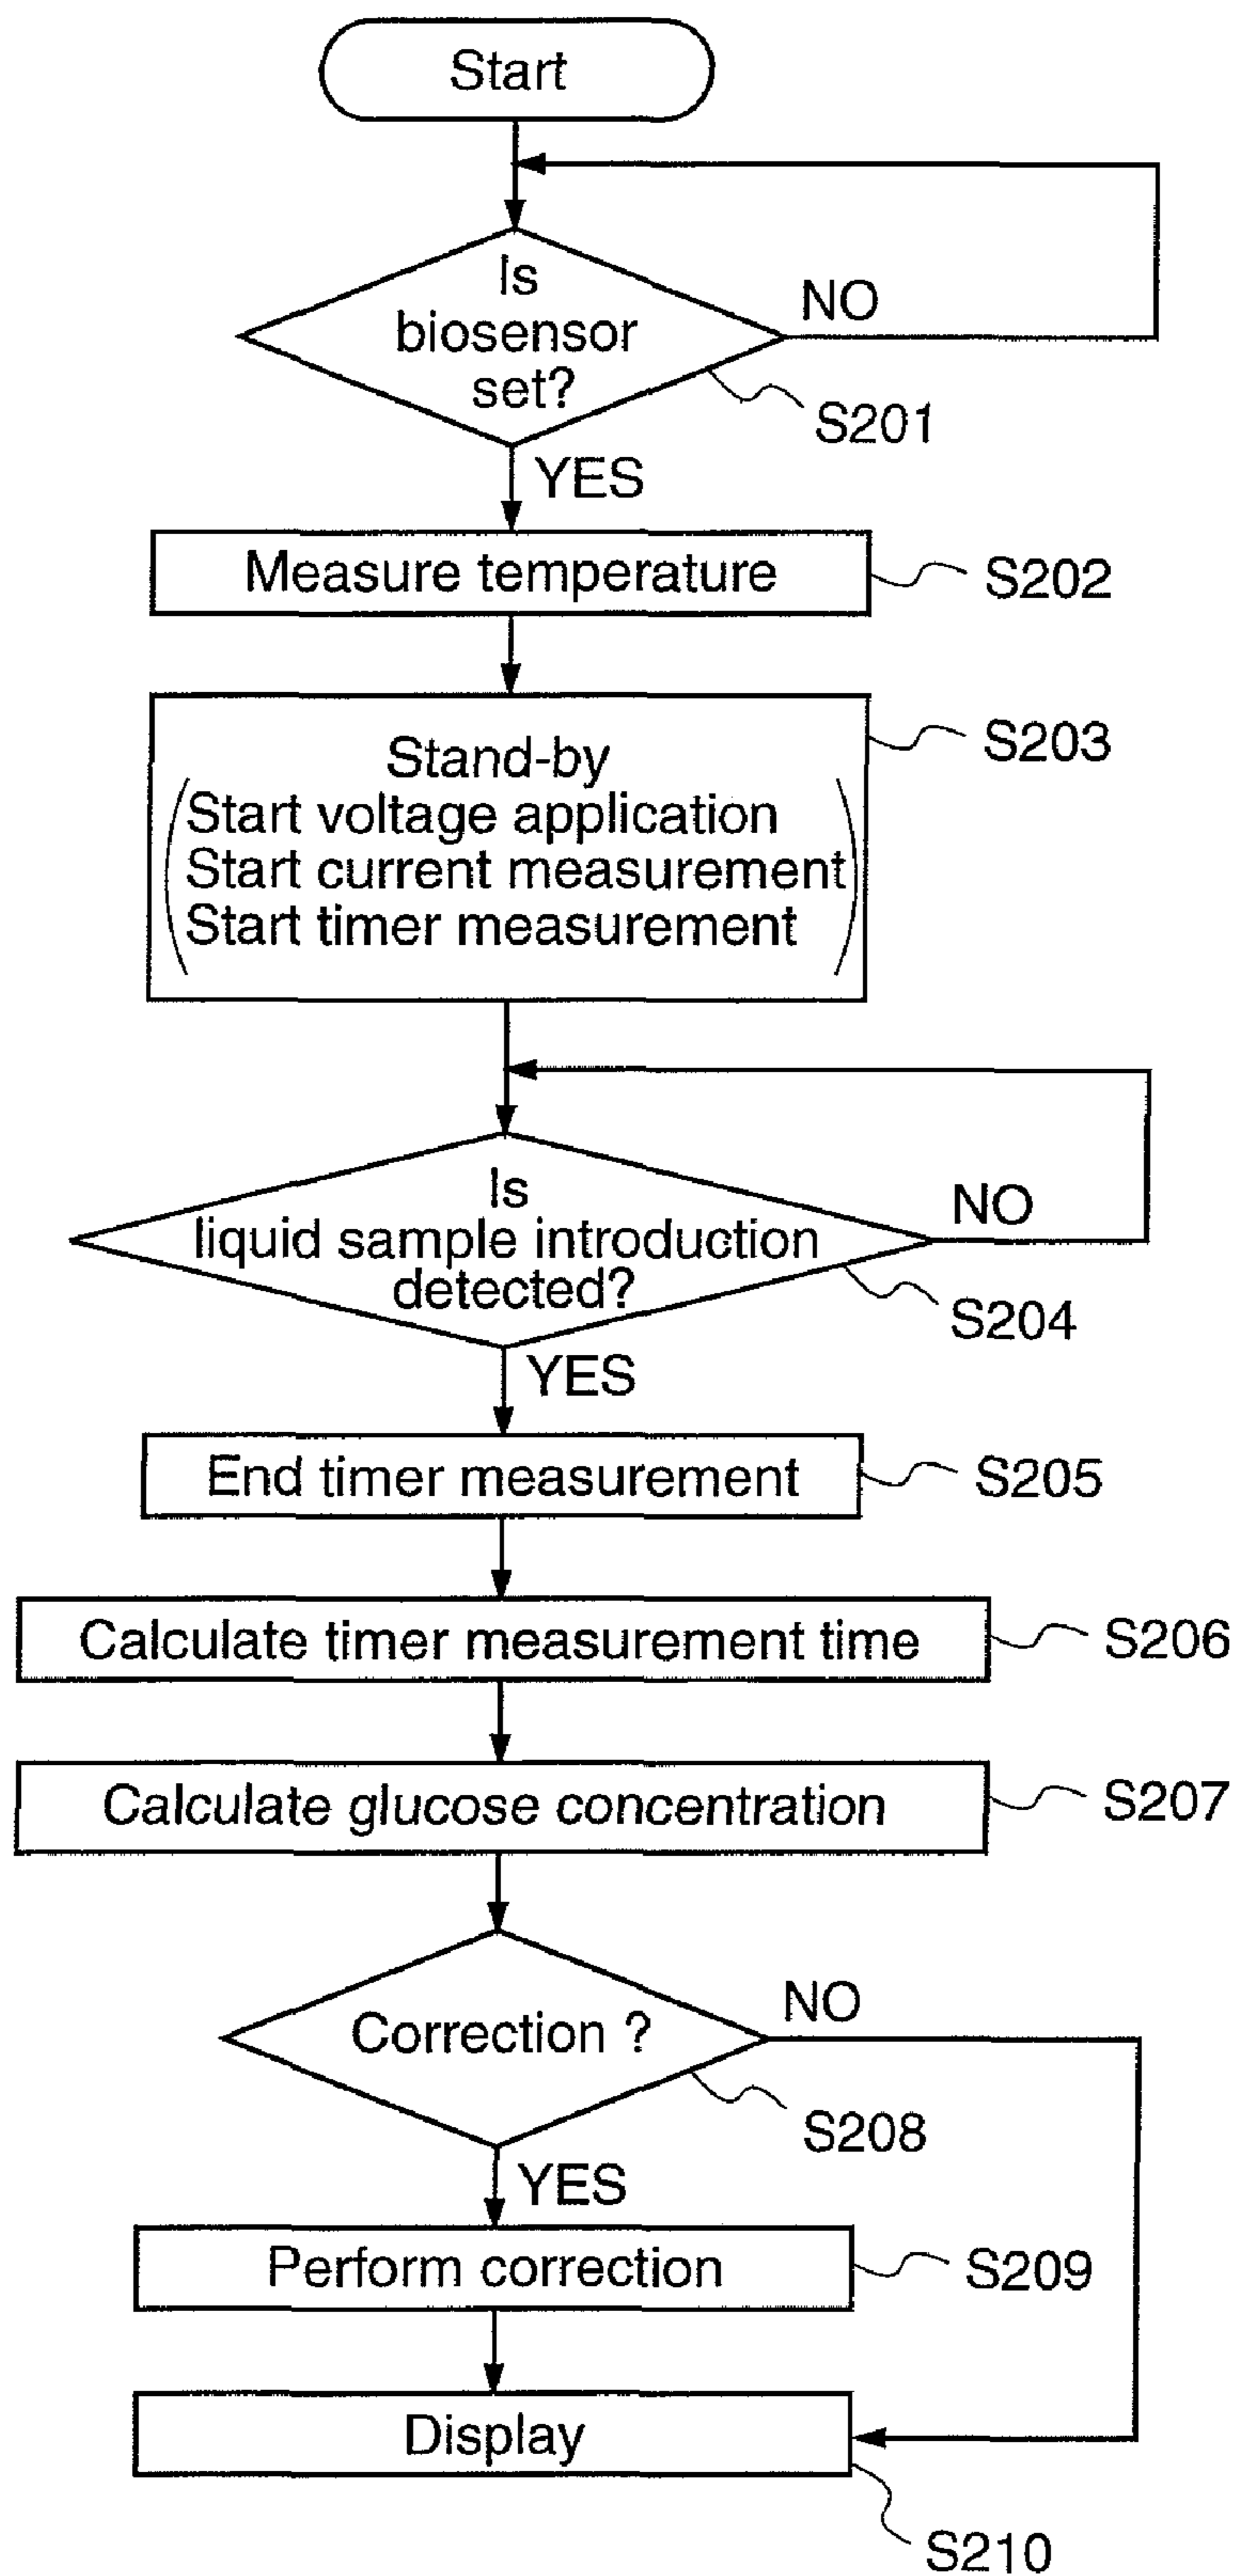 Start
Is
biosensor
set?
NO
S201
YES
Measure temperature
S202
Stand-by
Start voltage application
Start current measurement
Start timer measurement
S203
Is
liquid sample introduction
detected?
NO
S204
YES
End timer measurement
S205
Calculate timer measurement time
S206
Calculate glucose concentration
S207
Correction ?
NO
S208
YES
Perform correction
S209
Display
S210